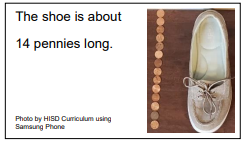 The shoe is about
14 pennies long.
Photo by HISD Curriculum using
Samsung Phone